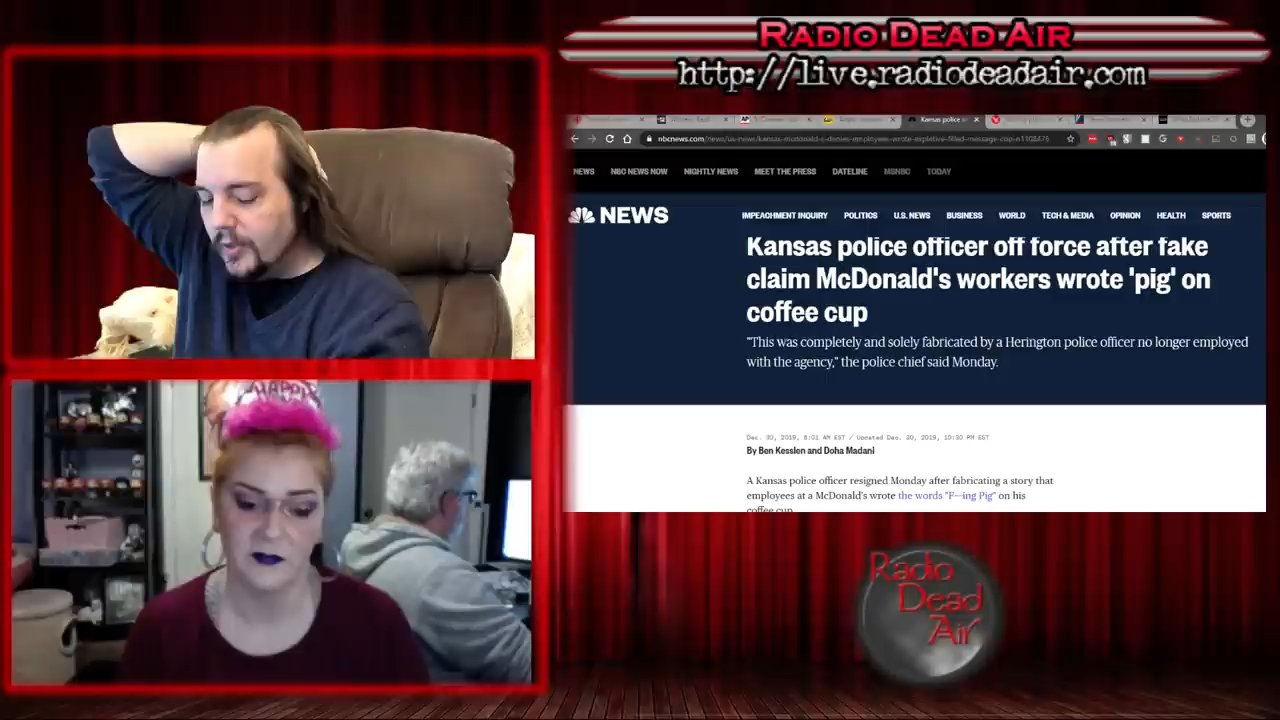 RADIO DEAD AIR
http://live.radiodeadair.com
Kansas police o
NEWS NBC NEWS NOW NIGHTLY NEWS MEET THE PRESS DATELINE MSNBC TODAY
NEWS IMPEACHMENT INQUIRY POLITICS U.S. NEWS BUSINESS WORLD TECH & MEDIA OPINION HEALTH SPORTS
Kansas police officer off force after fake
claim McDonald's workers wrote 'pig' on
coffee cup
"This was completely and solely fabricated by a Herington police officer no longer employed
with the agency," the police chief said Monday.
Dec. 30, 2019, 8:01 AM EST / Updated Dec. 30, 2019, 10:30 PM EST
By Ben Kesslen and Doha Madani
A Kansas police officer resigned Monday after fabricating a story that
employees at a McDonald's wrote the words "F—ing Pig" on his
coffee cup
HAPPY
Radio
Dead
Air